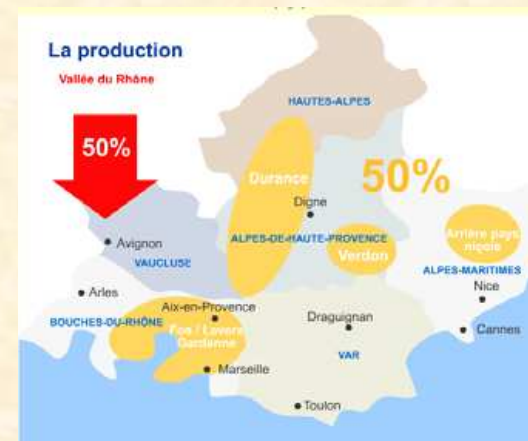 La production
Vallée du Rhône
HAUTES-ALPES
50%
50%
Durance
Digne
Avignon
ALPES-DE-HAUTE-PROVENCE
Arrière pays
niçois
VAUCLUSE
Verdon
ALPES-MARITIMES
Arles
Aix-en-Provence
Nice
BOUCHES-DU-RHÔNE
Draguignan
Fos / Lavera
Gardanne
Cannes
VAR
Marseille
Toulon